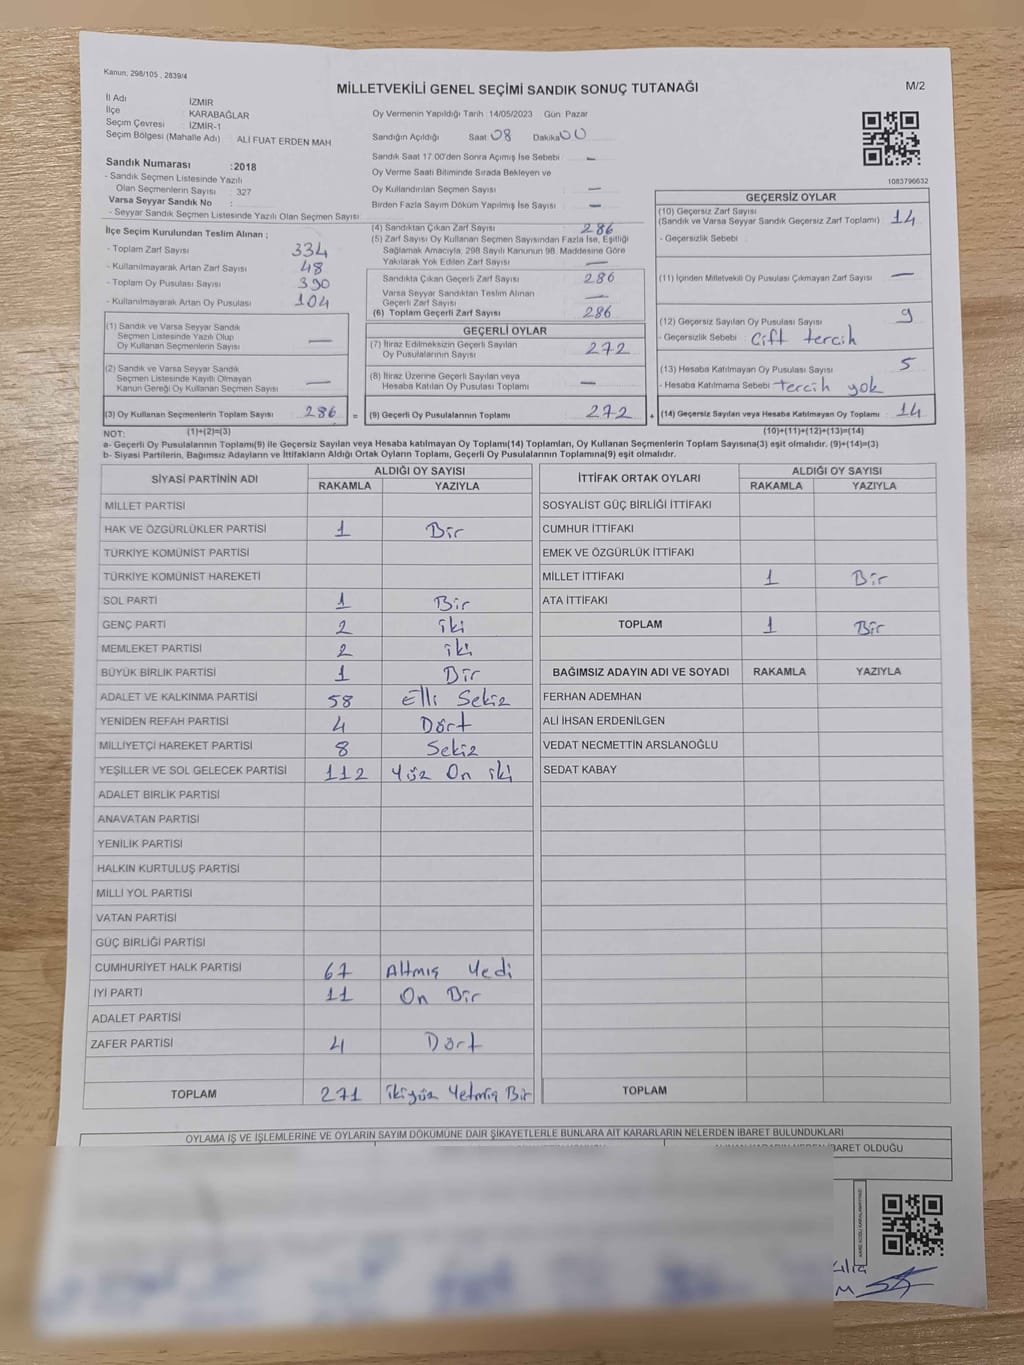 Kanun; 298/105 , 2839/4
MİLLETVEKİLİ GENEL SEÇİMİ SANDIK SONUÇ TUTANAĞI
M/2
İl Adı İZMİR
İlçe KARABAĞLAR
Seçim Çevresi : İZMİR-1
Seçim Bölgesi (Mahalle Adı) ALİ FUAT ERDEN MAH.
Sandık Numarası :2018
- Sandık Seçmen Listesinde Yazılı
Olan Seçmenlerin Sayısı : 327
Varsa Seyyar Sandık No :
- Seyyar Sandık Seçmen Listesinde Yazılı Olan Seçmen Sayısı
Oy Vermenin Yapıldığı Tarih :14/05/2023 Gün Pazar
Sandığın Açıldığı Saat 08 Dakika 00
Sandık Saat 17.00'den Sonra Açımış İse Sebebi : —
Oy Verme Saati Bitiminde Sırada Bekleyen ve
Oy Kullandırılan Seçmen Sayısı : —
Birden Fazla Sayım Döküm Yapılmış İse Sayısı : —
1083796632
İlçe Seçim Kurulundan Teslim Alınan ;
- Toplam Zarf Sayısı 334
- Kullanılmayarak Artan Zarf Sayısı 48
- Toplam Oy Pusulası Sayısı 390
- Kullanılmayarak Artan Oy Pusulası 104
(1) Sandık ve Varsa Seyyar Sandık
Seçmen Listesinde Yazılı Olup
Oy Kullanan Seçmenlerin Sayısı —
(2) Sandık ve Varsa Seyyar Sandık
Seçmen Listesinde Kayıtlı Olmayan
Kanun Gereği Oy Kullanan Seçmen Sayısı —
(3) Oy Kullanan Seçmenlerin Toplam Sayısı 286 =
(4) Sandıktan Çıkan Zarf Sayısı 286
(5) Zarf Sayısı Oy Kullanan Seçmen Sayısından Fazla İse, Eşitliği
Sağlamak Amacıyla, 298 Sayılı Kanunun 98. Maddesine Göre
Yakılarak Yok Edilen Zarf Sayısı —
Sandıkta Çıkan Geçerli Zarf Sayısı 286
Varsa Seyyar Sandıktan Teslim Alınan
Geçerli Zarf Sayısı —
(6) Toplam Geçerli Zarf Sayısı 286
GEÇERLİ OYLAR
(7) İtiraz Edilmeksizin Geçerli Sayılan
Oy Pusulalarının Sayısı 272
(8) İtiraz Üzerine Geçerli Sayılan veya
Hesaba Katılan Oy Pusulası Toplamı —
(9) Geçerli Oy Pusulalarının Toplamı 272 +
GEÇERSİZ OYLAR
(10) Geçersiz Zarf Sayısı
(Sandık ve Varsa Seyyar Sandık Geçersiz Zarf Toplamı) 14
- Geçersizlik Sebebi
(11) İçinden Milletvekili Oy Pusulası Çıkmayan Zarf Sayısı —
(12) Geçersiz Sayılan Oy Pusulası Sayısı 9
- Geçersizlik Sebebi Çift tercih
(13) Hesaba Katılmayan Oy Pusulası Sayısı 5
- Hesaba Katılmama Sebebi tercih yok
(14) Geçersiz Sayılan veya Hesaba Katılmayan Oy Toplamı 14
NOT: (1)+(2)=(3) (10)+(11)+(12)+(13)=(14)
a- Geçerli Oy Pusulalarının Toplamı(9) ile Geçersiz Sayılan veya Hesaba katılmayan Oy Toplamı(14) Toplamları, Oy Kullanan Seçmenlerin Toplam Sayısına(3) eşit olmalıdır. (9)+(14)=(3)
b- Siyasi Partilerin, Bağımsız Adayların ve İttifakların Aldığı Ortak Oyların Toplamı, Geçerli Oy Pusulalarının Toplamına(9) eşit olmalıdır.
SİYASİ PARTİNİN ADI ALDIĞI OY SAYISI
RAKAMLA YAZIYLA
MİLLET PARTİSİ
HAK VE ÖZGÜRLÜKLER PARTİSİ 1 Bir
TÜRKİYE KOMÜNİST PARTİSİ
TÜRKİYE KOMÜNİST HAREKETİ
SOL PARTİ 1 Bir
GENÇ PARTİ 2 iki
MEMLEKET PARTİSİ 2 iki
BÜYÜK BİRLİK PARTİSİ 1 Bir
ADALET VE KALKINMA PARTİSİ 58 Elli Sekiz
YENİDEN REFAH PARTİSİ 4 Dört
MİLLİYETÇİ HAREKET PARTİSİ 8 Sekiz
YEŞİLLER VE SOL GELECEK PARTİSİ 112 Yüz On iki
ADALET BİRLİK PARTİSİ
ANAVATAN PARTİSİ
YENİLİK PARTİSİ
HALKIN KURTULUŞ PARTİSİ
MİLLİ YOL PARTİSİ
VATAN PARTİSİ
GÜÇ BİRLİĞİ PARTİSİ
CUMHURİYET HALK PARTİSİ 67 Altmış Yedi
İYİ PARTİ 11 On Bir
ADALET PARTİSİ
ZAFER PARTİSİ 4 Dört
TOPLAM 271 ikiyüz Yetmiş Bir
İTTİFAK ORTAK OYLARI ALDIĞI OY SAYISI
RAKAMLA YAZIYLA
SOSYALİST GÜÇ BİRLİĞİ İTTİFAKI
CUMHUR İTTİFAKI
EMEK VE ÖZGÜRLÜK İTTİFAKI
MİLLET İTTİFAKI 1 Bir
ATA İTTİFAKI
TOPLAM 1 Bir
BAĞIMSIZ ADAYIN ADI VE SOYADI RAKAMLA YAZIYLA
FERHAN ADEMHAN
ALİ İHSAN ERDENİLGEN
VEDAT NECMETTİN ARSLANOĞLU
SEDAT KABAY
TOPLAM
OYLAMA İŞ VE İŞLEMLERİNE VE OYLARIN SAYIM DÖKÜMÜNE DAİR ŞİKAYETLERLE BUNLARA AİT KARARLARIN NELERDEN İBARET BULUNDUKLARI
İBARET OLDUĞU